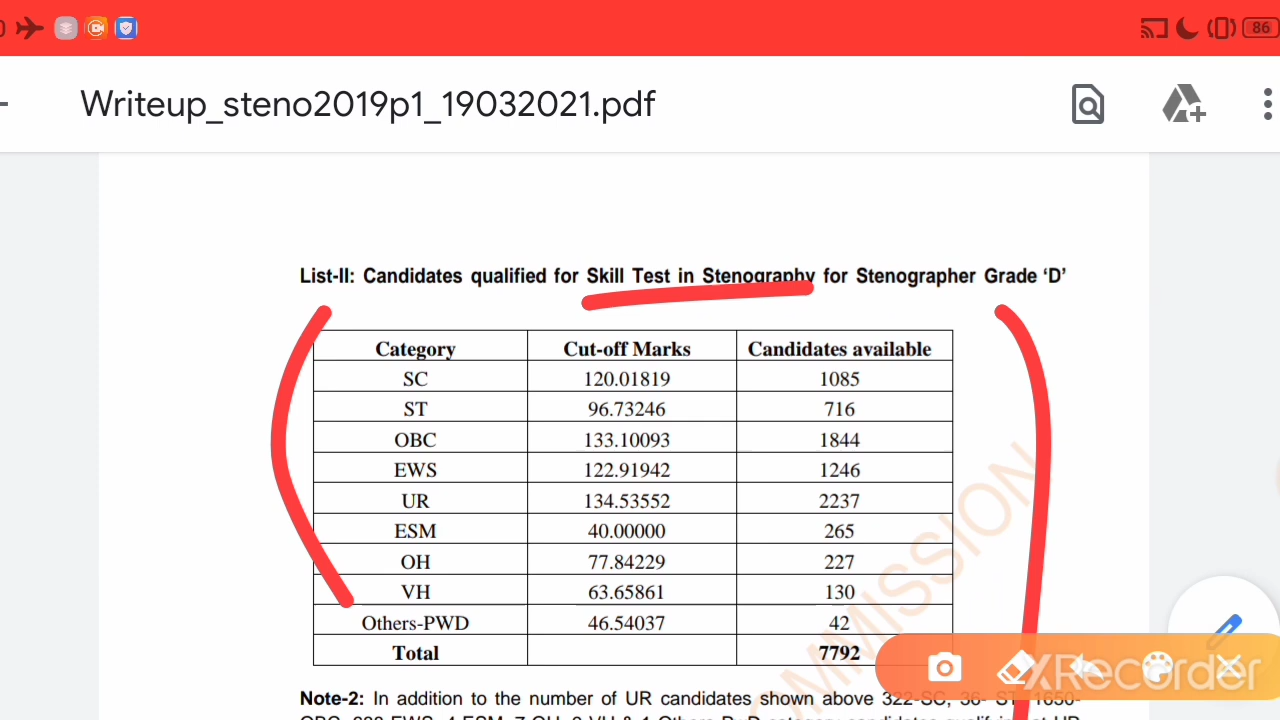 86
Writeup_steno2019p1_19032021.pdf
List-II: Candidates qualified for Skill Test in Stenography for Stenographer Grade ‘D’
Category Cut-off Marks Candidates available
SC 120.01819 1085
ST 96.73246 716
OBC 133.10093 1844
EWS 122.91942 1246
UR 134.53552 2237
ESM 40.00000 265
OH 77.84229 227
VH 63.65861 130
Others-PWD 46.54037 42
Total 7792
XRecorder
Note-2: In addition to the number of UR candidates shown above 322-SC, 36- ST, 1650-